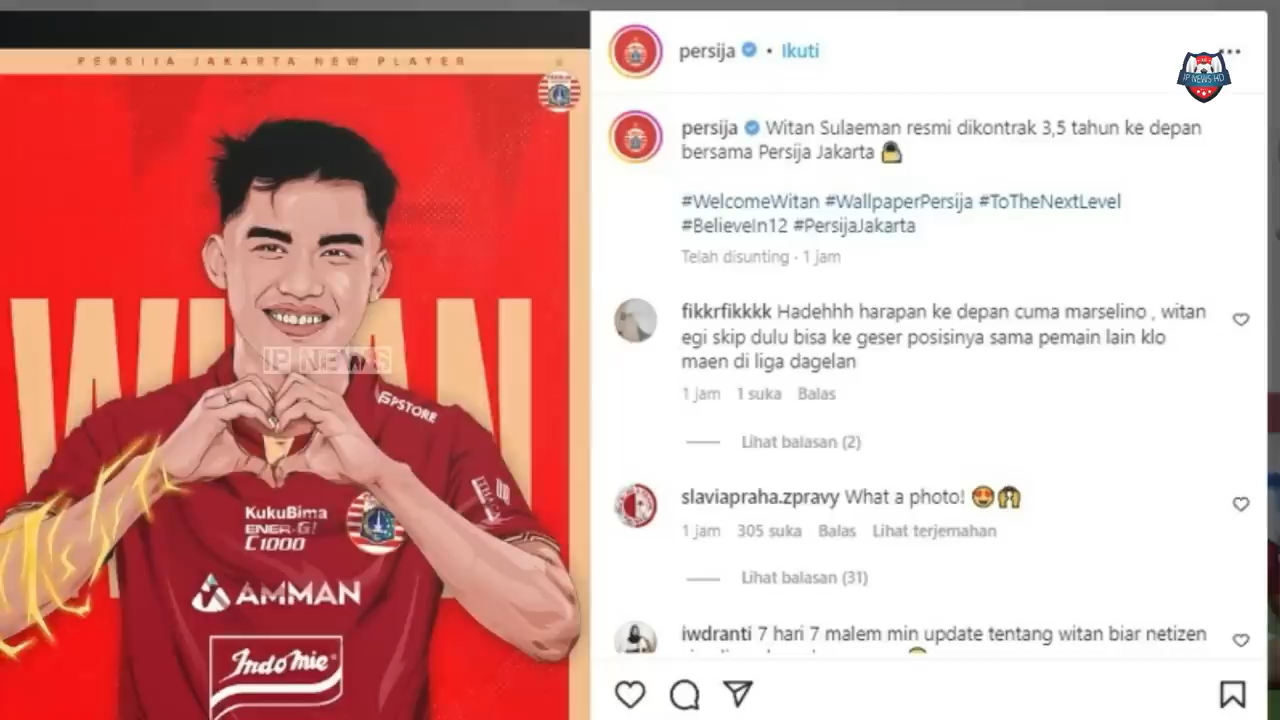 PERSIJA JAKARTA NEW PLAYER
WITAN
IP NEWS
GPSTORE
KukuBima
ENER-G!
C1000
AMMAN
Indomie
persija • Ikuti
IP NEWS HD
persija Witan Sulaeman resmi dikontrak 3,5 tahun ke depan
bersama Persija Jakarta
#WelcomeWitan #WallpaperPersija #ToTheNextLevel
#BelieveIn12 #PersijaJakarta
Telah disunting · 1 jam
fikkrfikkkk Hadehhh harapan ke depan cuma marselino , witan
egi skip dulu bisa ke geser posisinya sama pemain lain klo
maen di liga dagelan
1 jam 1 suka Balas
Lihat balasan (2)
slaviapraha.zpravy What a photo!
1 jam 305 suka Balas Lihat terjemahan
Lihat balasan (31)
iwdranti 7 hari 7 malem min update tentang witan biar netizen